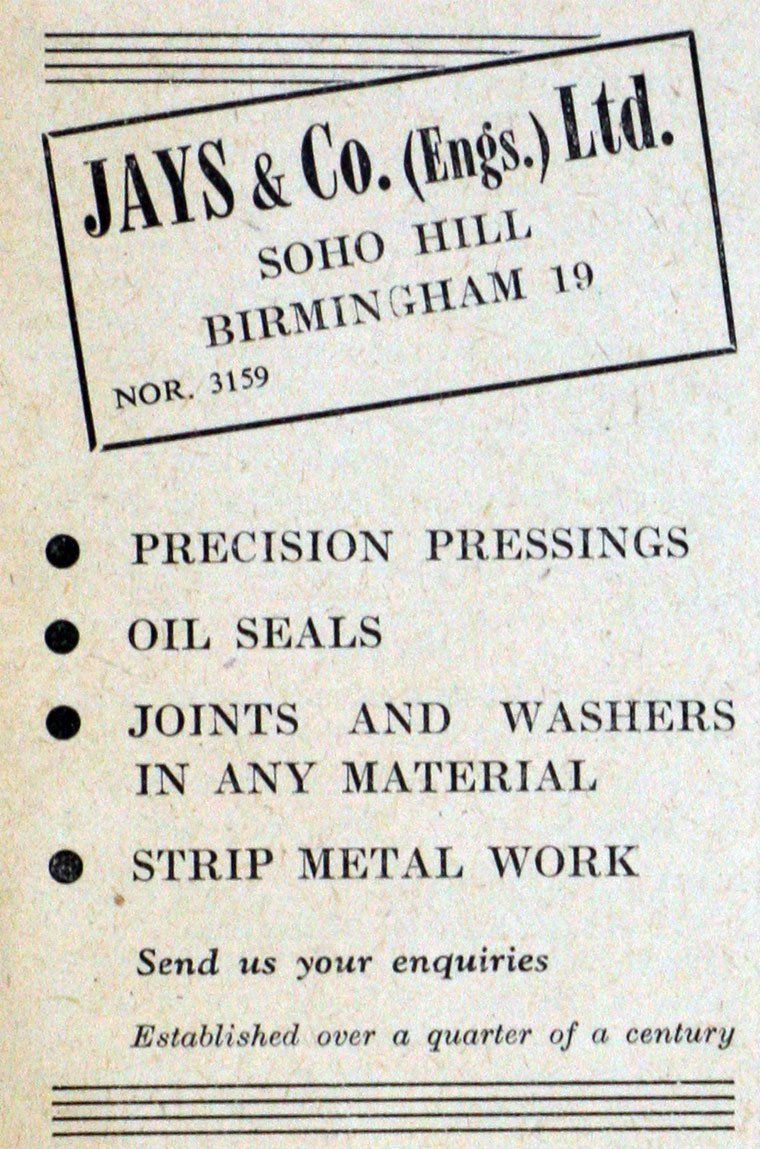 JAYS & Co. (Engs.) Ltd.
SOHO HILL
BIRMINGHAM 19
NOR. 3159
● PRECISION PRESSINGS
● OIL SEALS
● JOINTS AND WASHERS
IN ANY MATERIAL
● STRIP METAL WORK
Send us your enquiries
Established over a quarter of a century